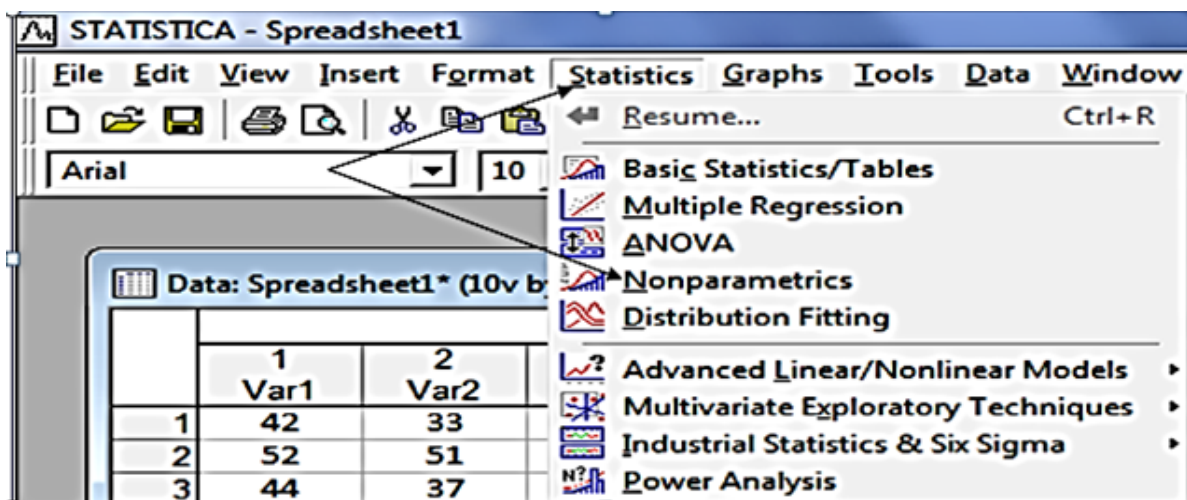 STATISTICA - Spreadsheet1
File Edit View Insert Format Statistics Graphs Tools Data Window
Resume... Ctrl+R
Arial 10
Basic Statistics/Tables
Multiple Regression
ANOVA
Nonparametrics
Distribution Fitting
Advanced Linear/Nonlinear Models
Multivariate Exploratory Techniques
Industrial Statistics & Six Sigma
Power Analysis
Data: Spreadsheet1* (10v b
1 2
Var1 Var2
1 42 33
2 52 51
3 44 37